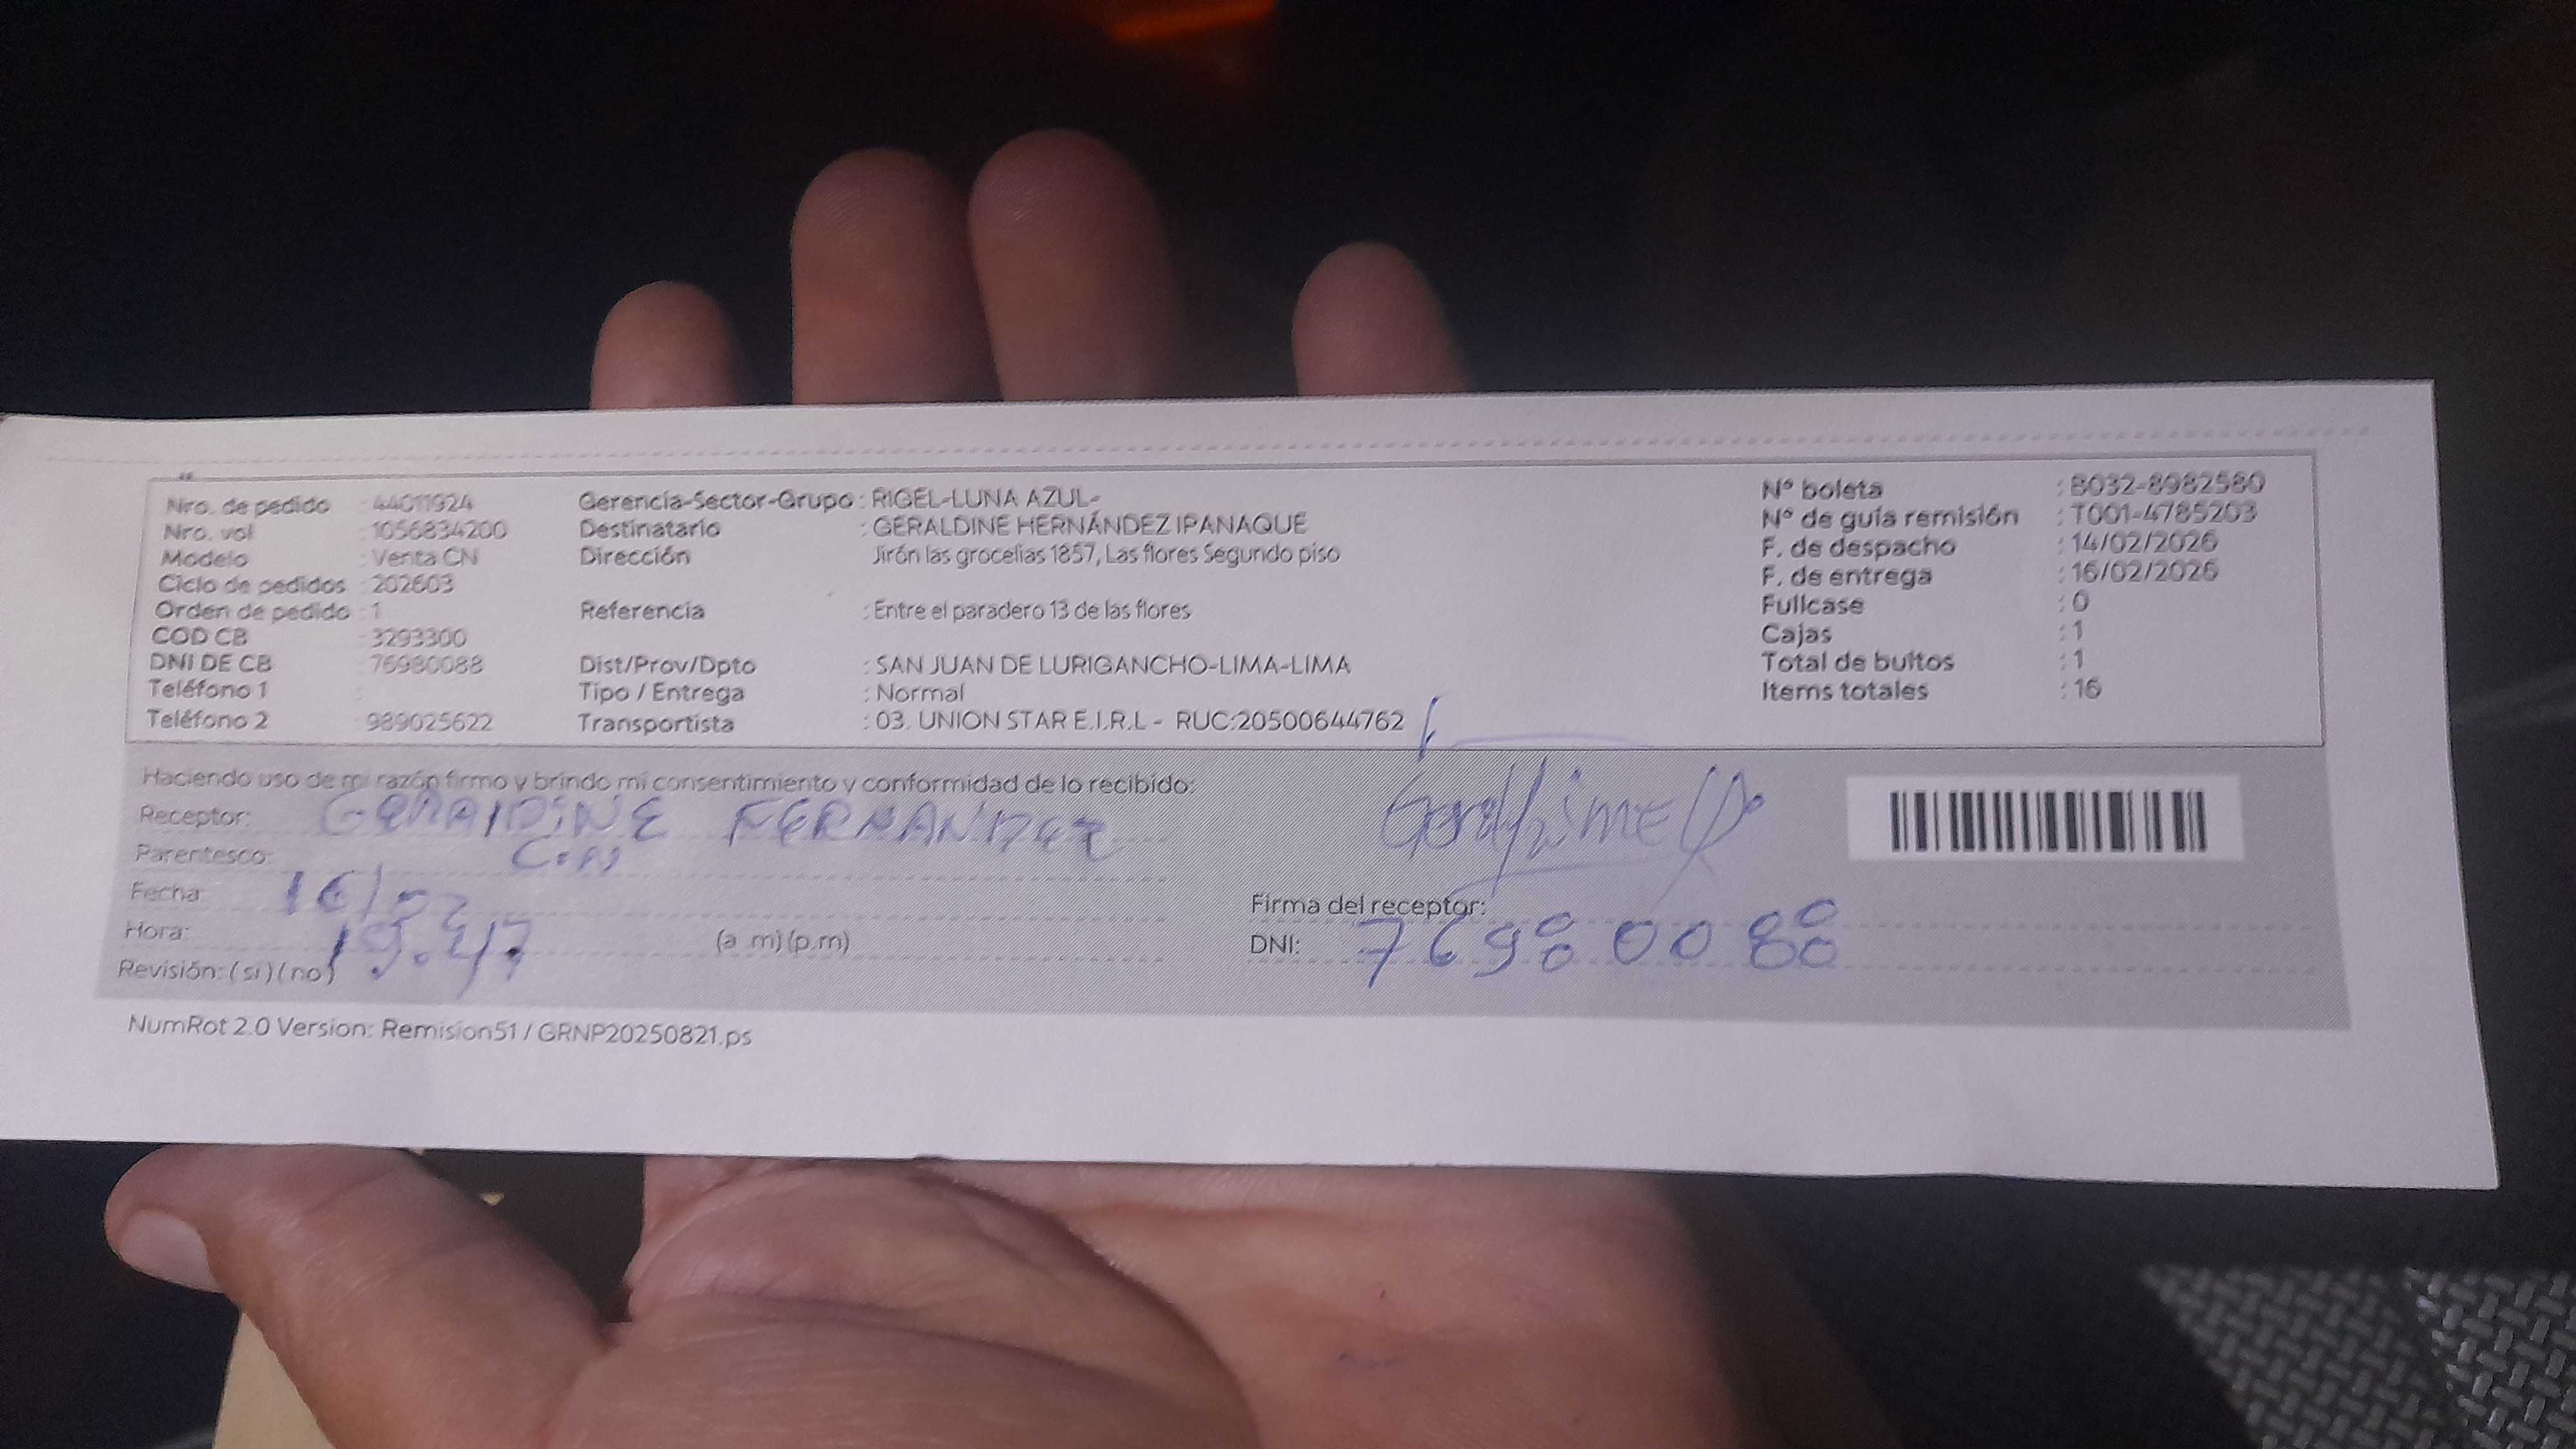 Nro. de pedido : 44011924 Gerencia-Sector-Grupo : RIGEL-LUNA AZUL- N° boleta : B032-8982580
Nro. vol : 1056834200 Destinatario : GERALDINE HERNÁNDEZ IPANAQUE N° de guía remisión : T001-4785203
Modelo : Venta CN Dirección Jirón las grocelias 1857, Las flores Segundo piso F. de despacho : 14/02/2026
Ciclo de pedidos : 202603 F. de entrega : 16/02/2026
Orden de pedido : 1 Referencia : Entre el paradero 13 de las flores Fullcase : 0
COD CB : 3293300 Cajas : 1
DNI DE CB : 76980088 Dist/Prov/Dpto : SAN JUAN DE LURIGANCHO-LIMA-LIMA Total de bultos : 1
Teléfono 1 : Tipo / Entrega : Normal Items totales : 16
Teléfono 2 : 989025622 Transportista : 03. UNION STAR E.I.R.L - RUC:20500644762
Haciendo uso de mi razón firmo y brindo mi consentimiento y conformidad de lo recibido:
Receptor: GERALDINE FERNANDEZ
Parentesco:
Fecha: 16/02
Firma del receptor:
Hora: 19.47 (a .m) (p.m) DNI: 76980088
Revisión: (si) (no)
NumRot 2.0 Version: Remision51 / GRNP20250821.ps